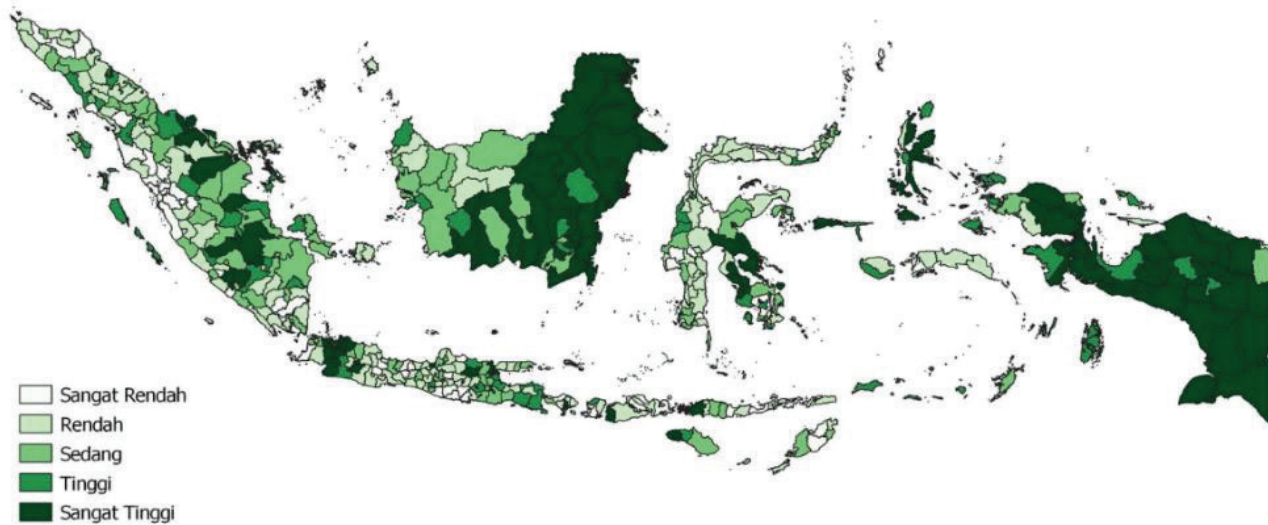 Sangat Rendah
Rendah
Sedang
Tinggi
Sangat Tinggi